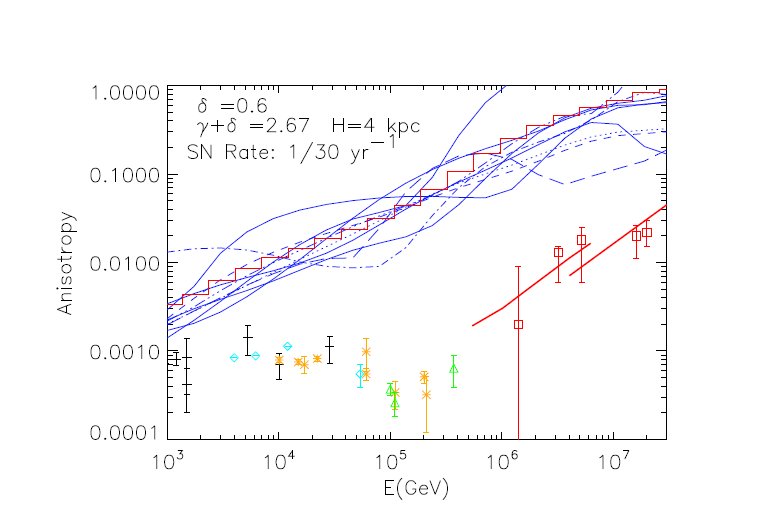 1.0000
δ =0.6
γ+δ =2.67 H=4 kpc
SN Rate: 1/30 yr⁻¹
0.1000
0.0100
0.0010
0.0001
Anisotropy
10³ 10⁴ 10⁵ 10⁶ 10⁷
E(GeV)